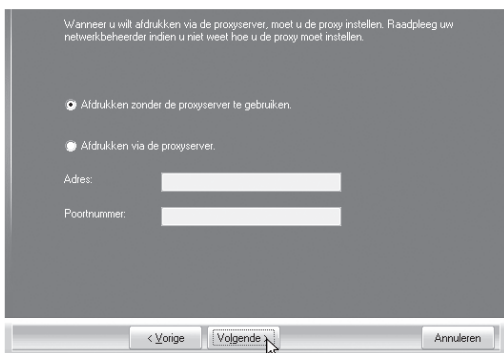 Wanneer u wilt afdrukken via de proxyserver, moet u de proxy instellen. Raadpleeg uw
netwerkbeheerder indien u niet weet hoe u de proxy moet instellen.
Afdrukken zonder de proxyserver te gebruiken.
Afdrukken via de proxyserver.
Adres:
Poortnummer:
< Vorige Volgende > Annuleren